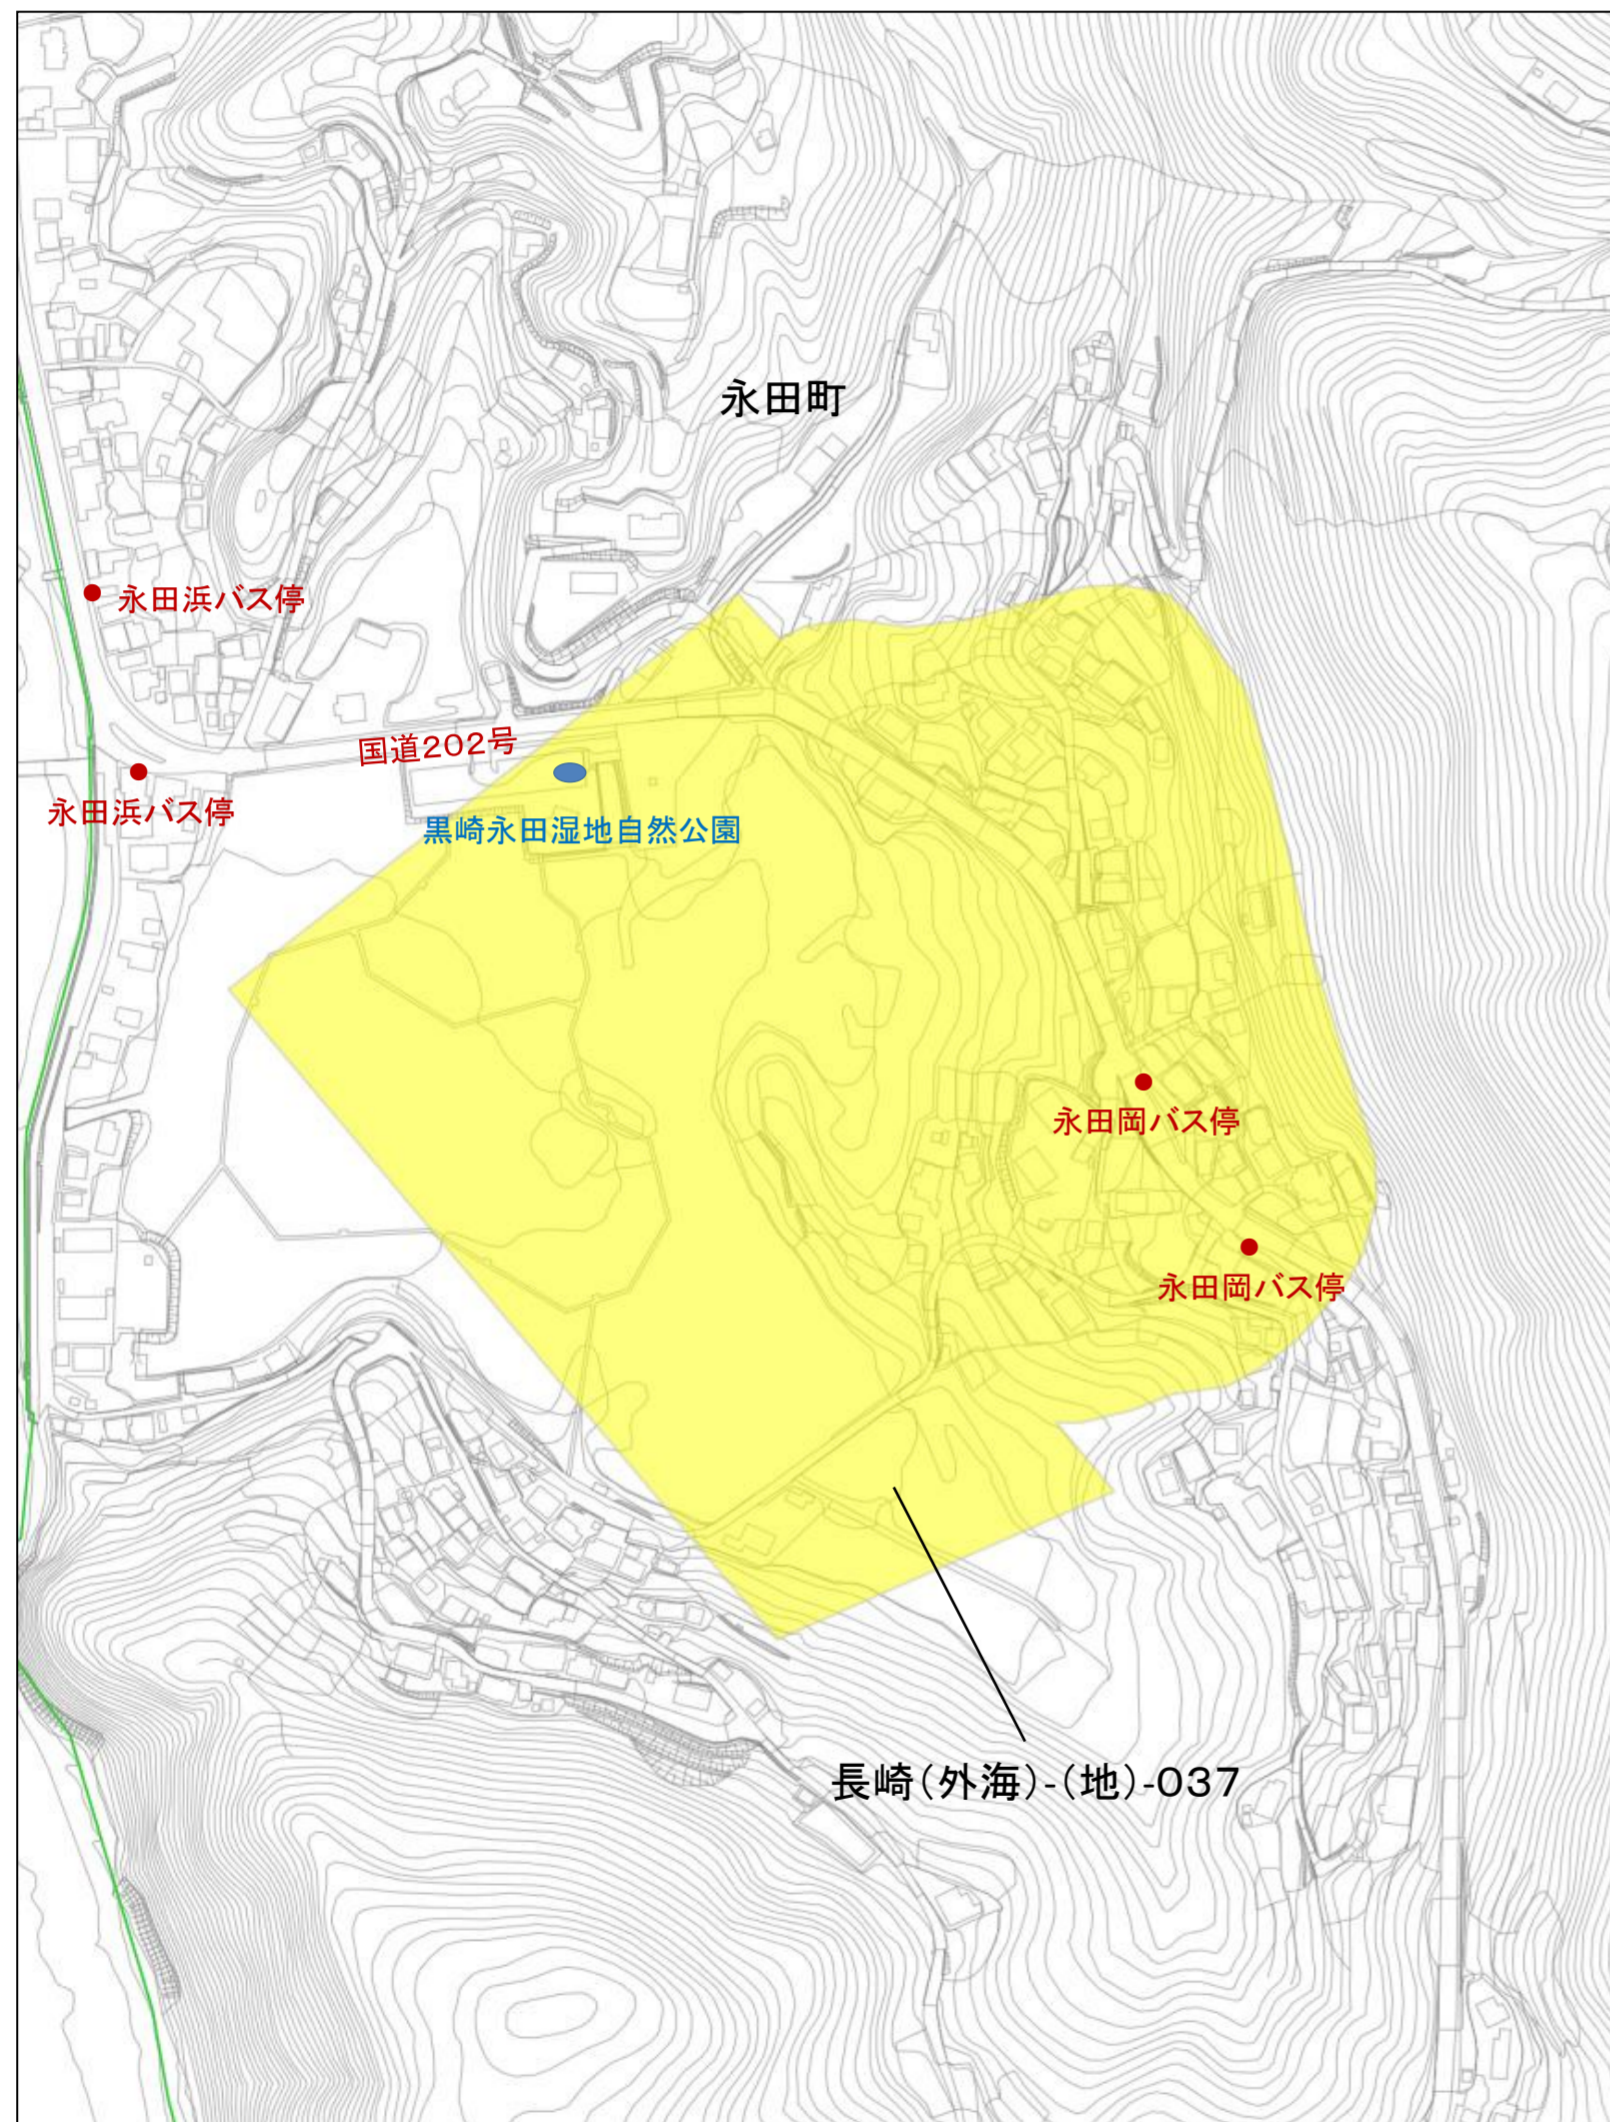 永田町
永田浜バス停
国道202号
永田浜バス停
黒崎永田湿地自然公園
永田岡バス停
永田岡バス停
長崎(外海)-(地)-037